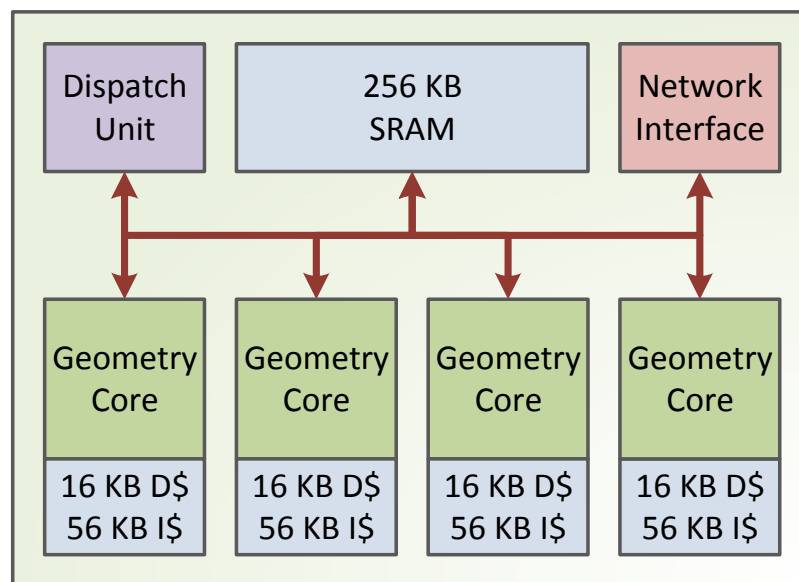 Dispatch
Unit
256 KB
SRAM
Network
Interface
Geometry
Core
Geometry
Core
Geometry
Core
Geometry
Core
16 KB D$
56 KB I$
16 KB D$
56 KB I$
16 KB D$
56 KB I$
16 KB D$
56 KB I$